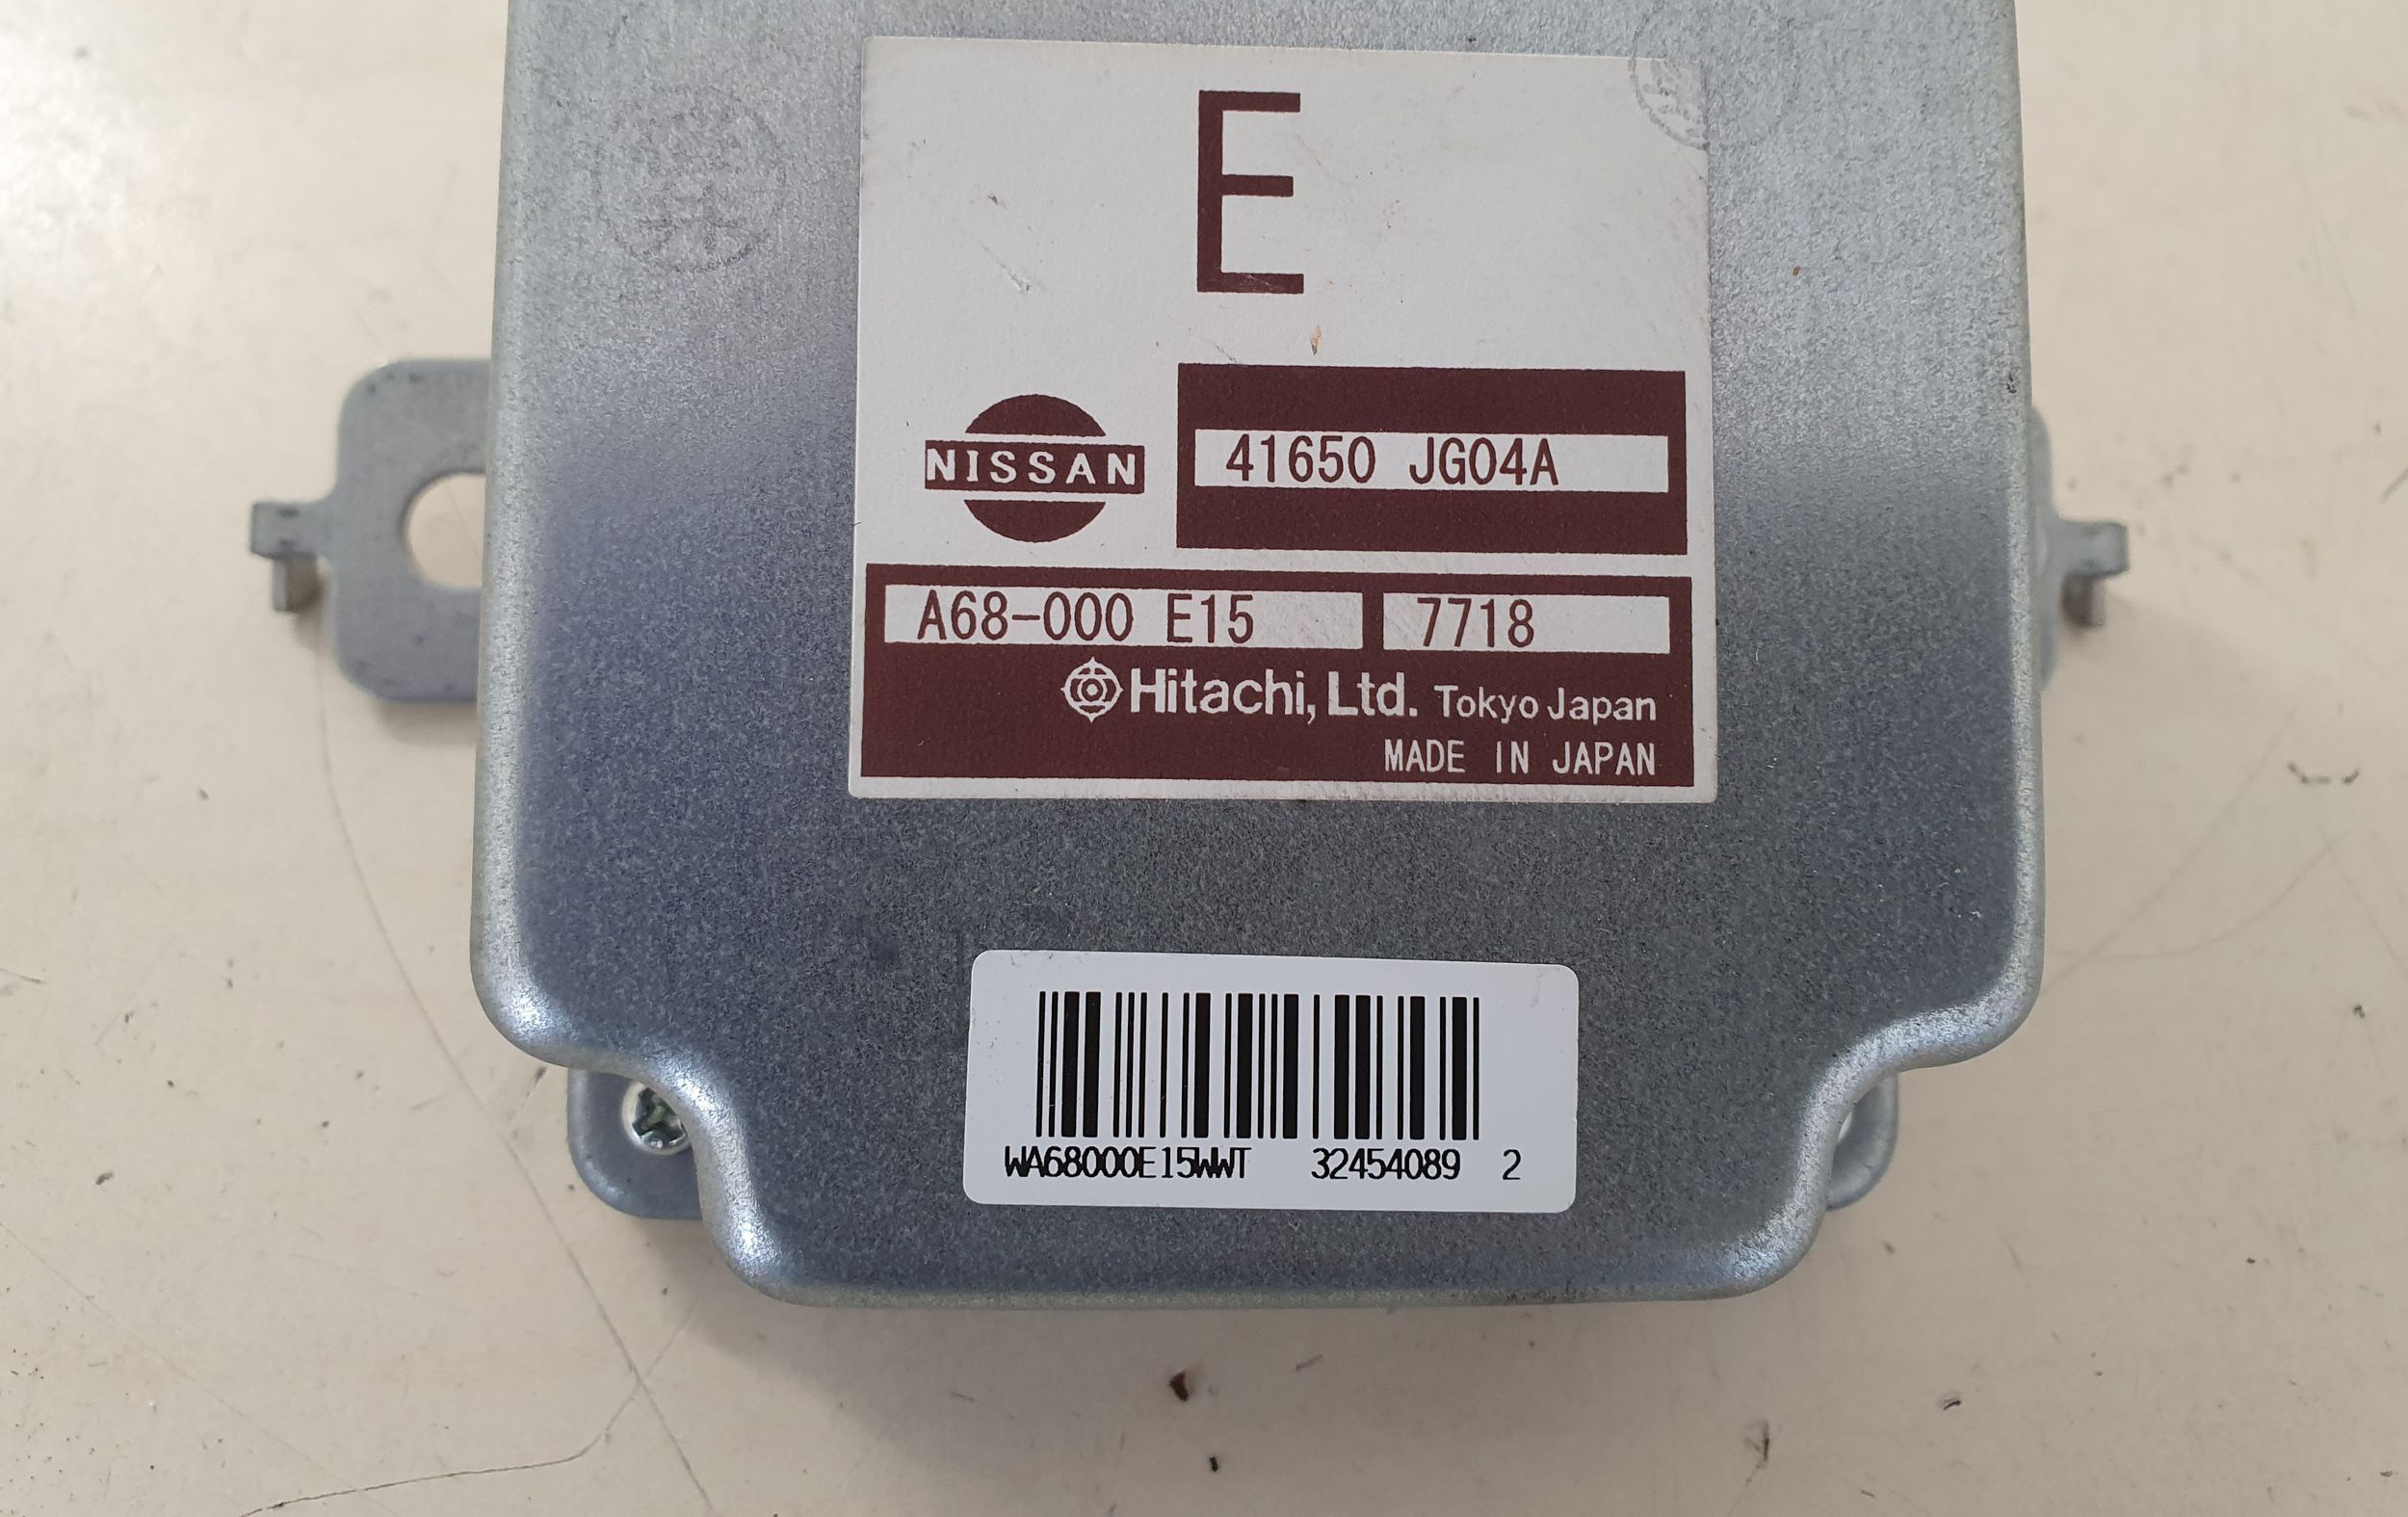 E
NISSAN
41650 JG04A
A68-000 E15
7718
Hitachi, Ltd. Tokyo Japan
MADE IN JAPAN
WA68000E15WWT 32454089 2